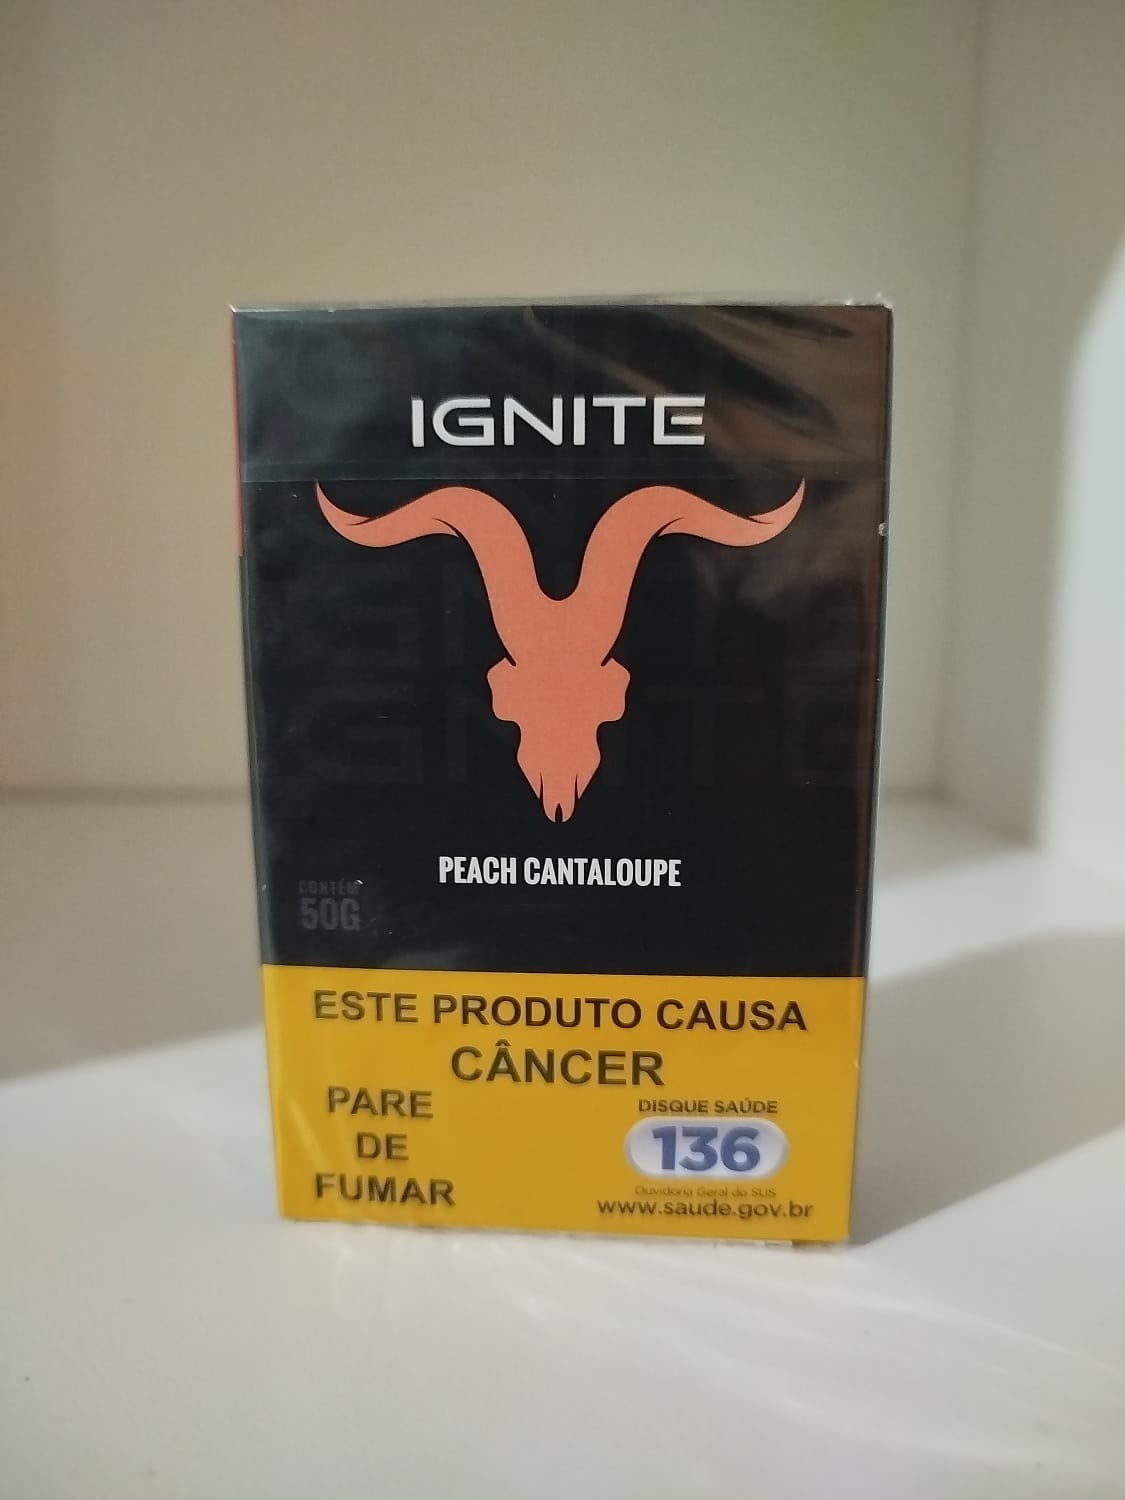 IGNITE
PEACH CANTALOUPE
CONTÉM
50G
ESTE PRODUTO CAUSA
CÂNCER
PARE
DE
FUMAR
DISQUE SAÚDE
136
Ouvidoria Geral do SUS
www.saude.gov.br